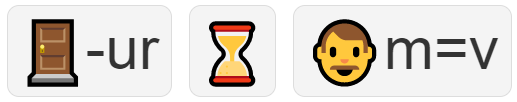 🚪-ur ⏳ 👨m=v